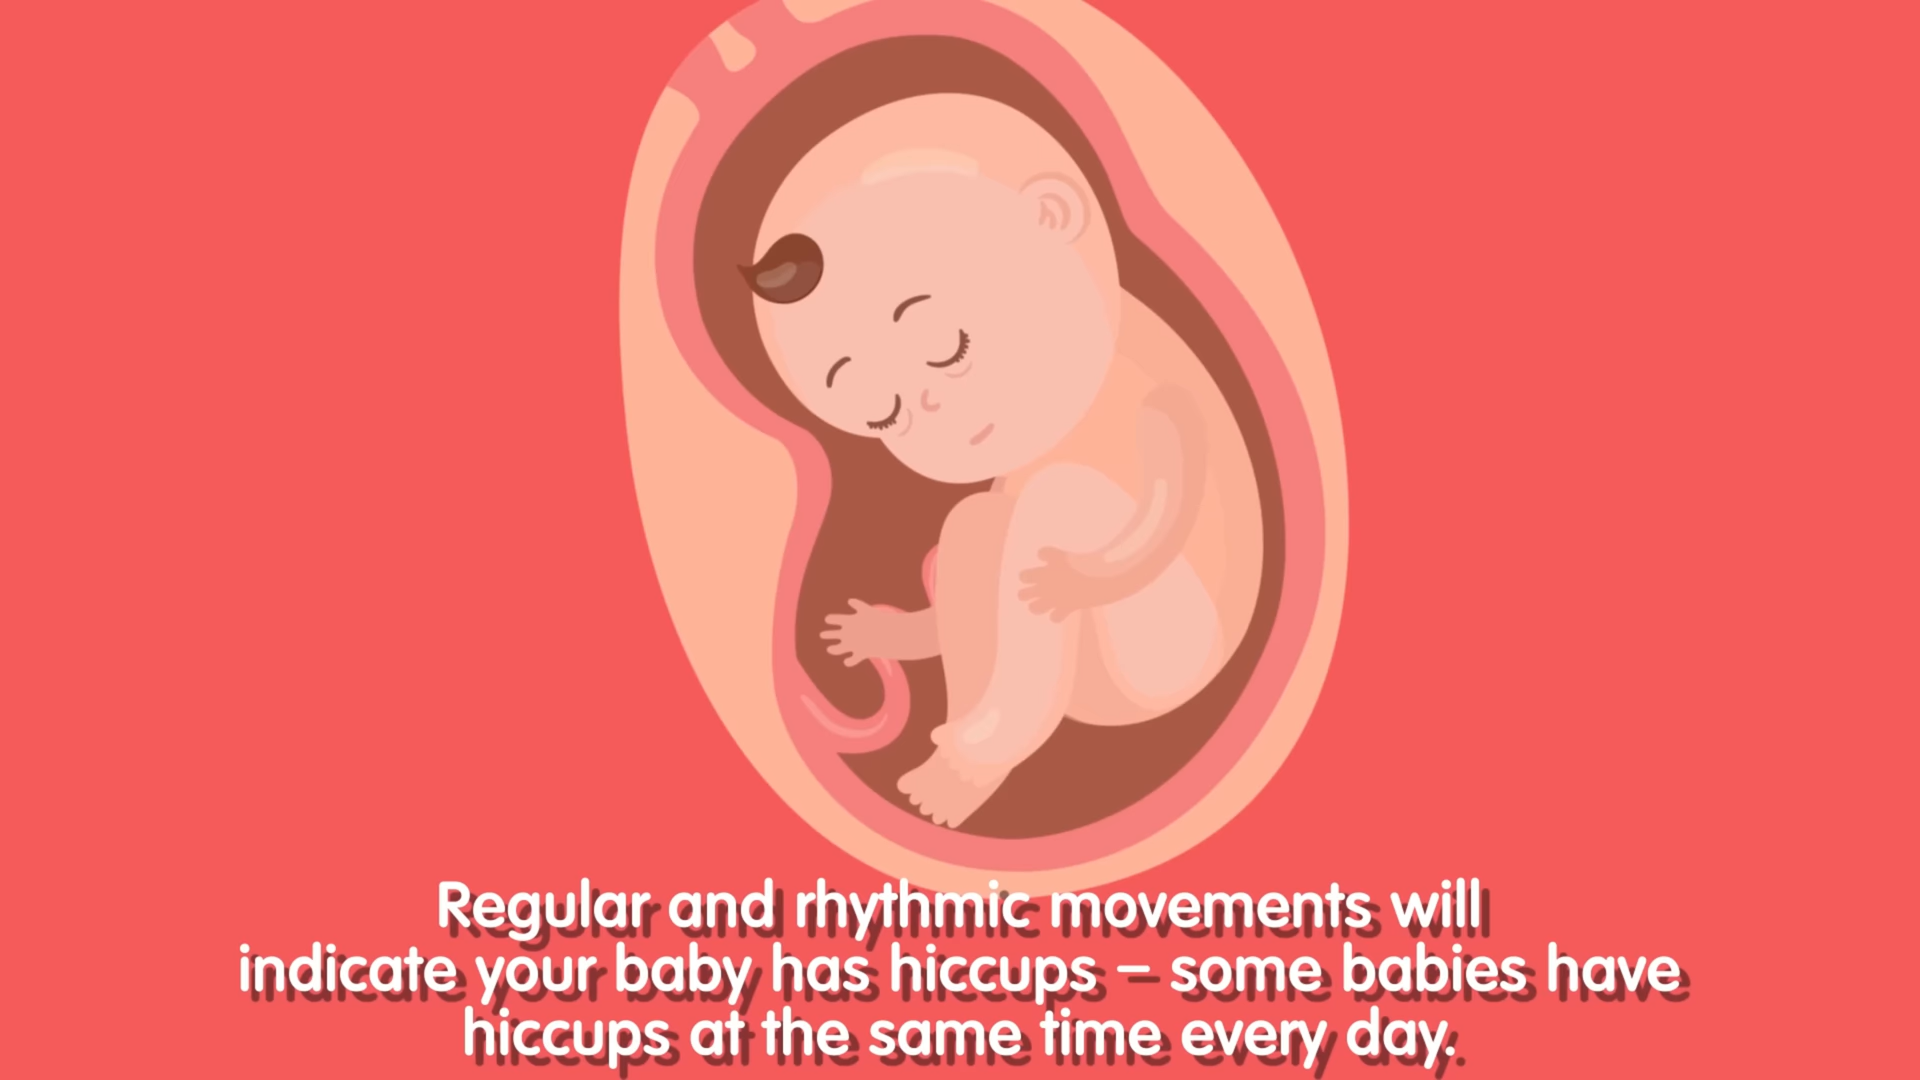 Regular and rhythmic movements will
indicate your baby has hiccups – some babies have
hiccups at the same time every day.